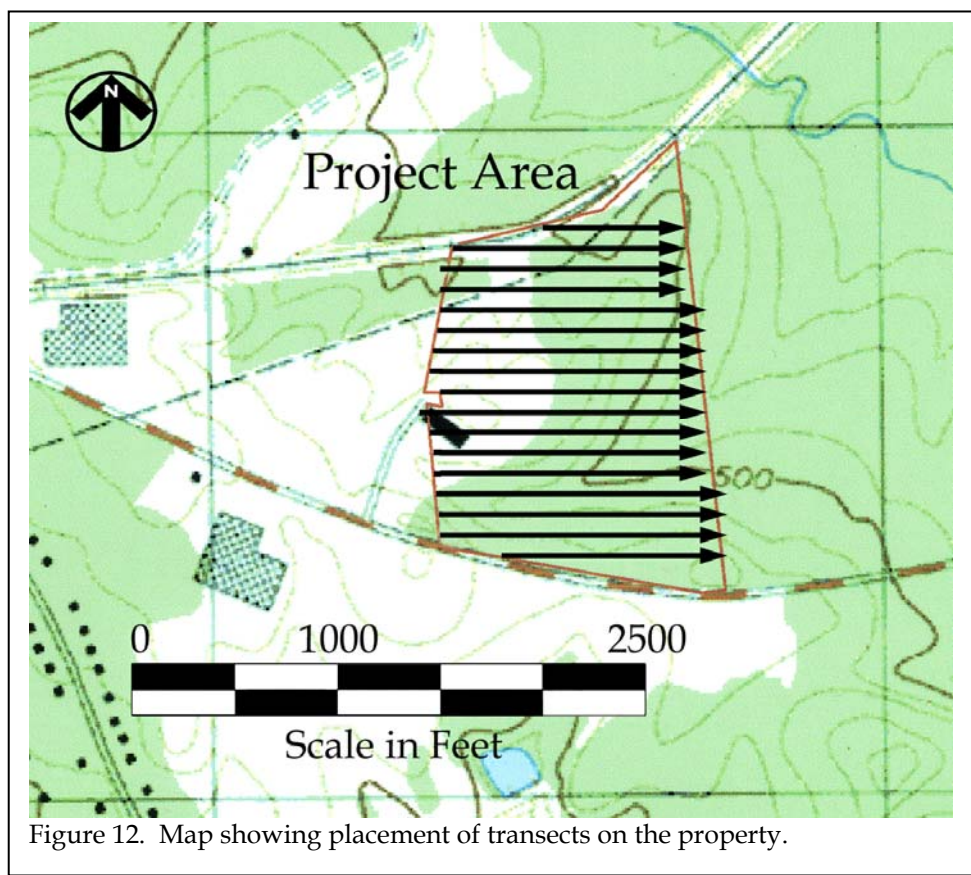 N
Project Area
500
0 1000 2500
Scale in Feet
Figure 12. Map showing placement of transects on the property.